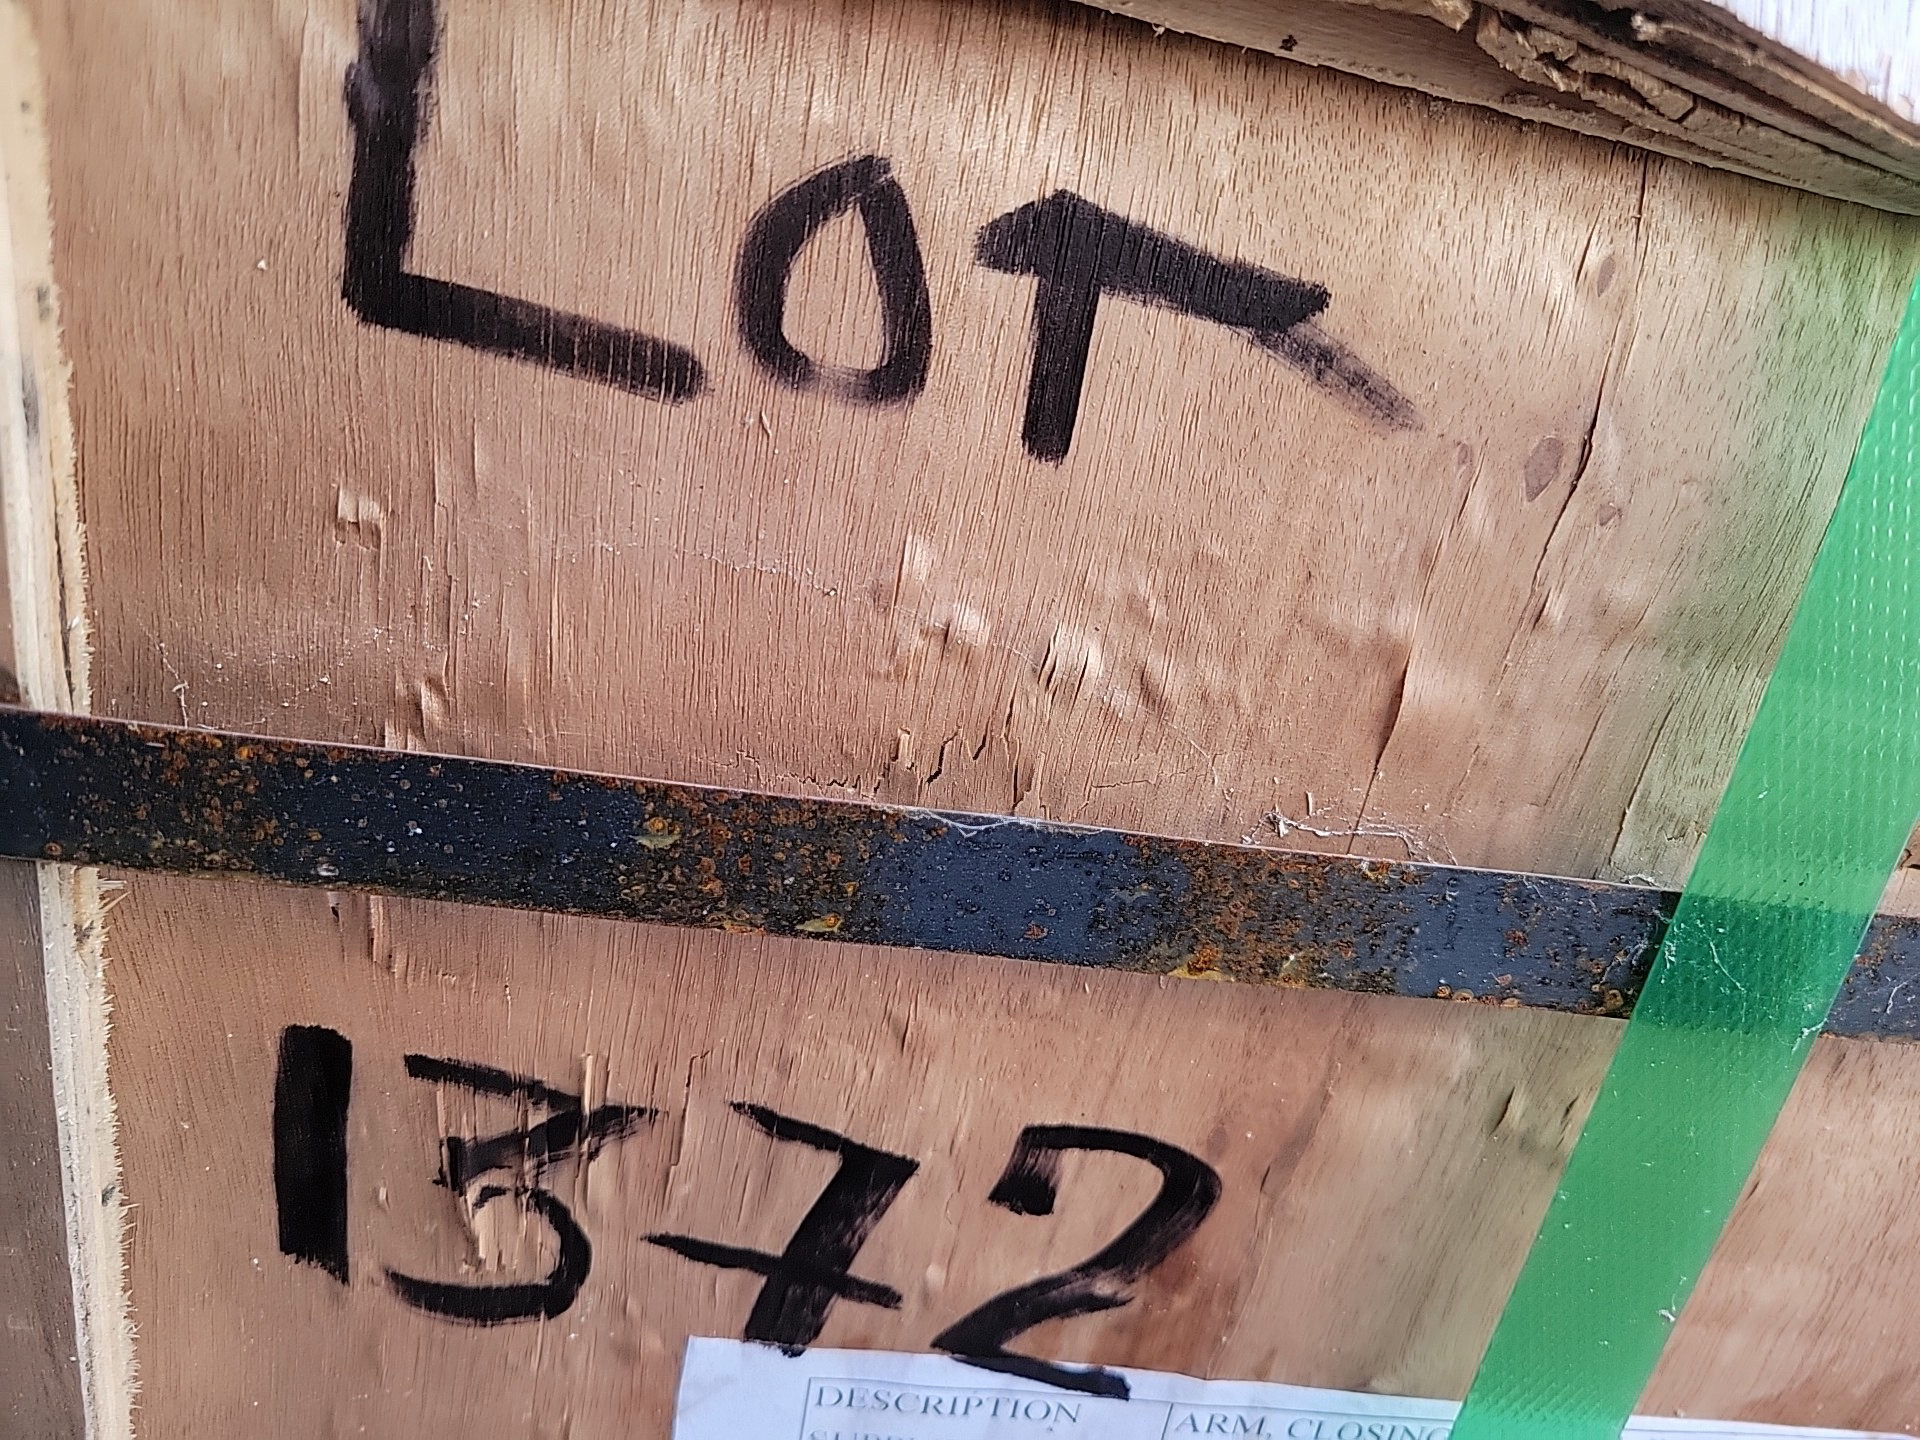 LOT
1372
DESCRIPTION
ARM, CLOSING